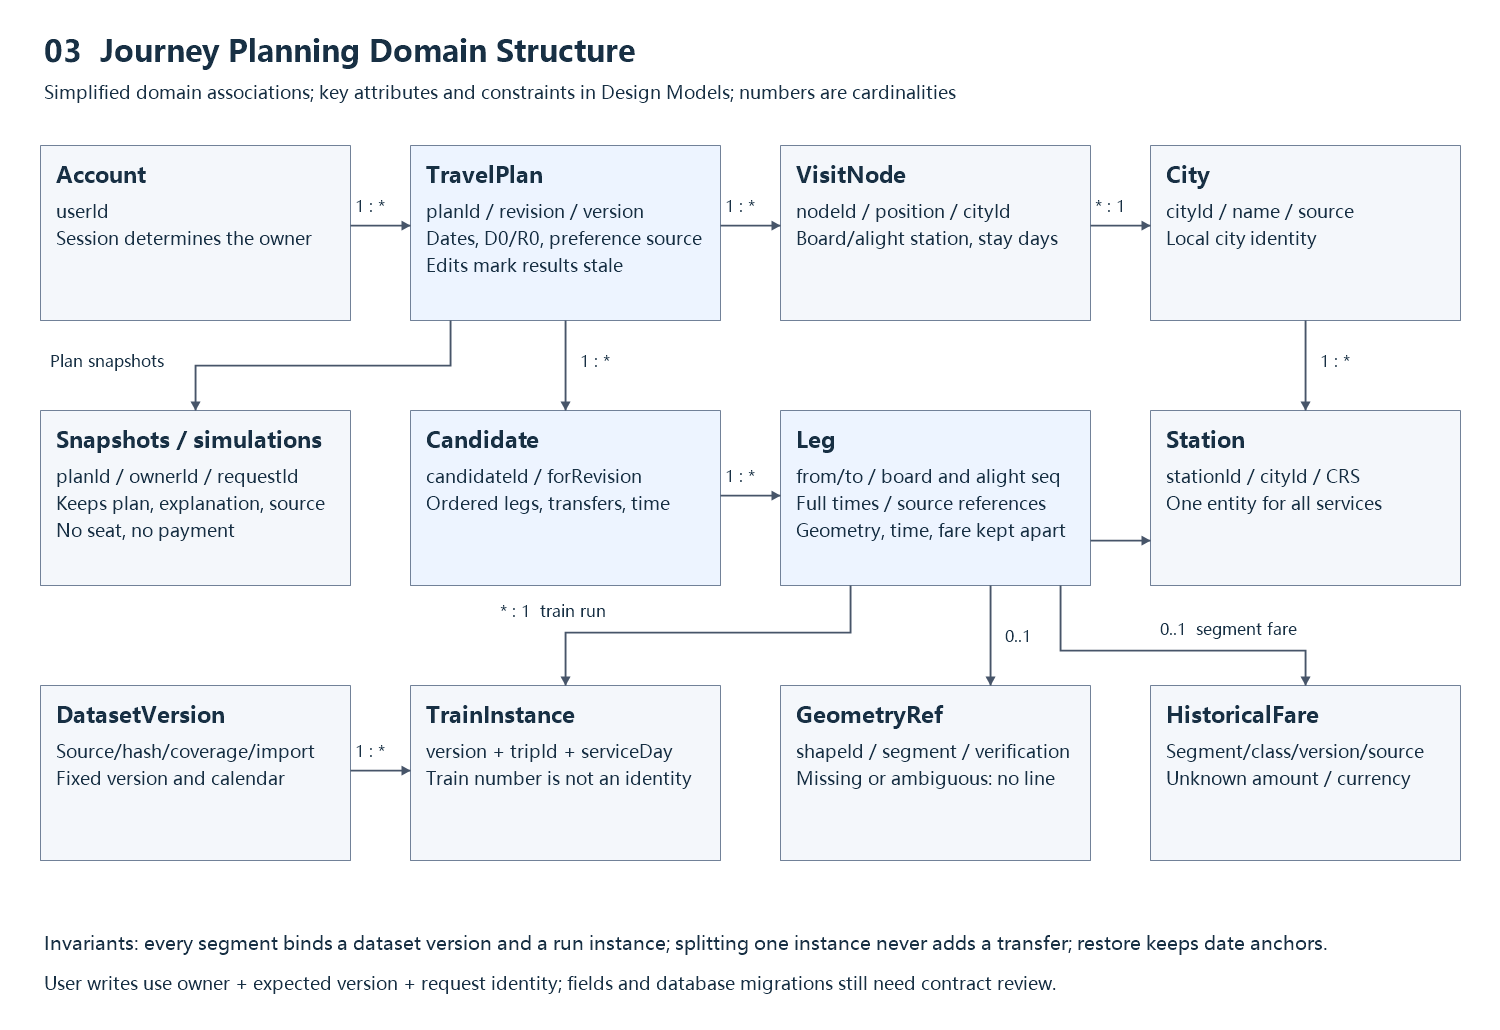 03 Journey Planning Domain Structure
Simplified domain associations; key attributes and constraints in Design Models; numbers are cardinalities
Account
userId
Session determines the owner
1 : *
TravelPlan
planId / revision / version
Dates, D0/R0, preference source
Edits mark results stale
1 : *
VisitNode
nodeId / position / cityId
Board/alight station, stay days
* : 1
City
cityId / name / source
Local city identity
Plan snapshots
1 : *
1 : *
Snapshots / simulations
planId / ownerId / requestId
Keeps plan, explanation, source
No seat, no payment
Candidate
candidateId / forRevision
Ordered legs, transfers, time
1 : *
Leg
from/to / board and alight seq
Full times / source references
Geometry, time, fare kept apart
Station
stationId / cityId / CRS
One entity for all services
* : 1 train run
0..1
0..1 segment fare
DatasetVersion
Source/hash/coverage/import
Fixed version and calendar
1 : *
TrainInstance
version + tripId + serviceDay
Train number is not an identity
GeometryRef
shapeId / segment / verification
Missing or ambiguous: no line
HistoricalFare
Segment/class/version/source
Unknown amount / currency
Invariants: every segment binds a dataset version and a run instance; splitting one instance never adds a transfer; restore keeps date anchors.
User writes use owner + expected version + request identity; fields and database migrations still need contract review.